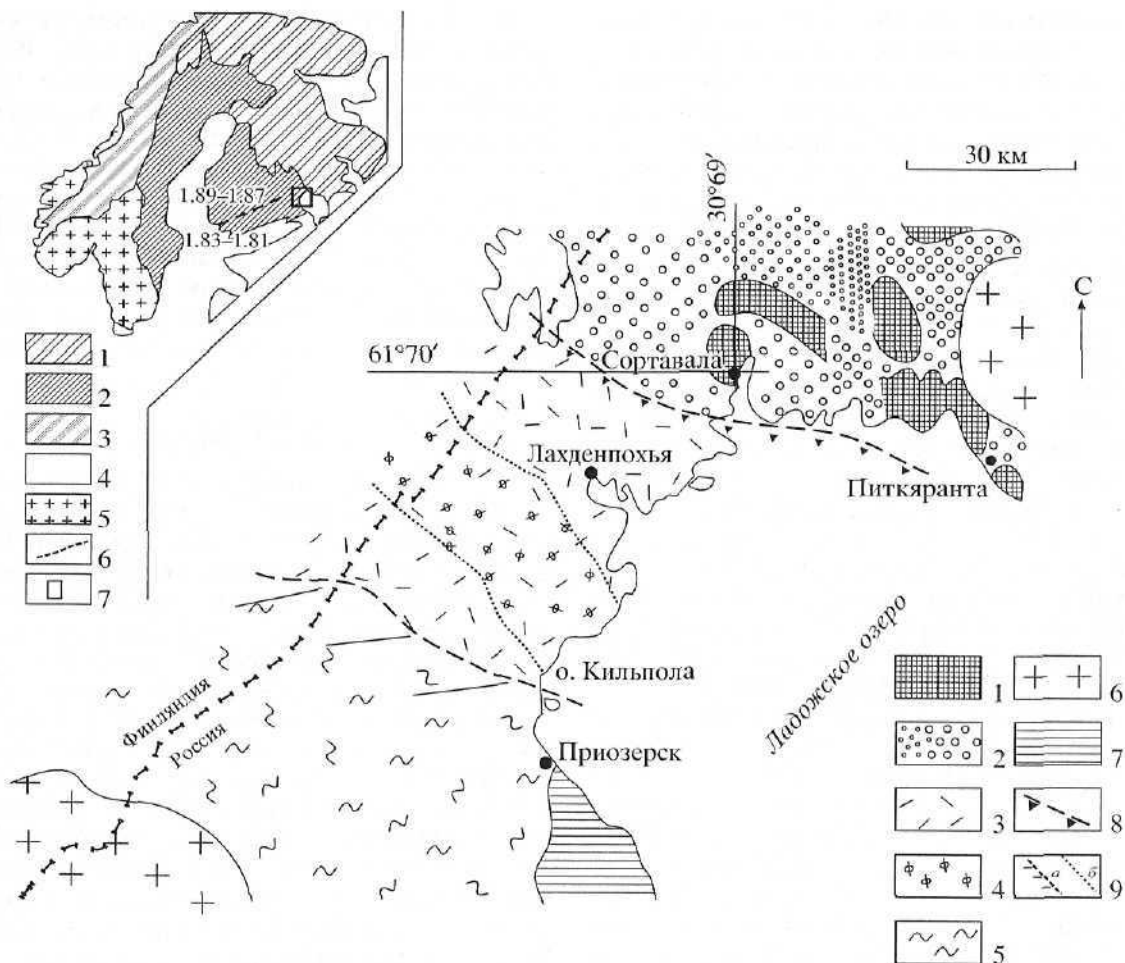 1.89–1.87
1.83–1.81
1
2
3
4
5
6
7
30 км
30°69′
С
61°70′
Сортавала
Лахденпохья
Питкяранта
о. Кильпола
Ладожское озеро
Финляндия
Россия
Приозерск
1
2
3
4
5
6
7
8
а б
9